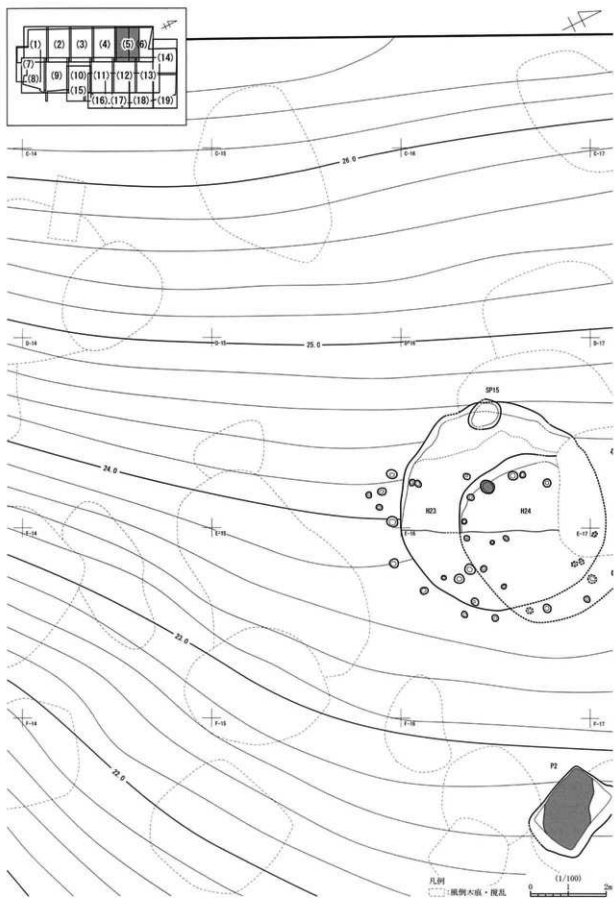 (1) (2) (3) (4) (5) (6)
(14)
(7)
(8) (9) (10) (11) (12) (13)
(15)
(16) (17) (18) (19)
C-14 C-15 C-16 C-17
26.0
D-14 D-15 D-16 D-17
25.0
SP15
24.0
H23 H24
E-14 E-15 E-16 E-17
23.0
F-14 F-15 F-16 F-17
P2
22.0
凡例
:風倒木痕・撹乱
(1/100)
0 1 2m